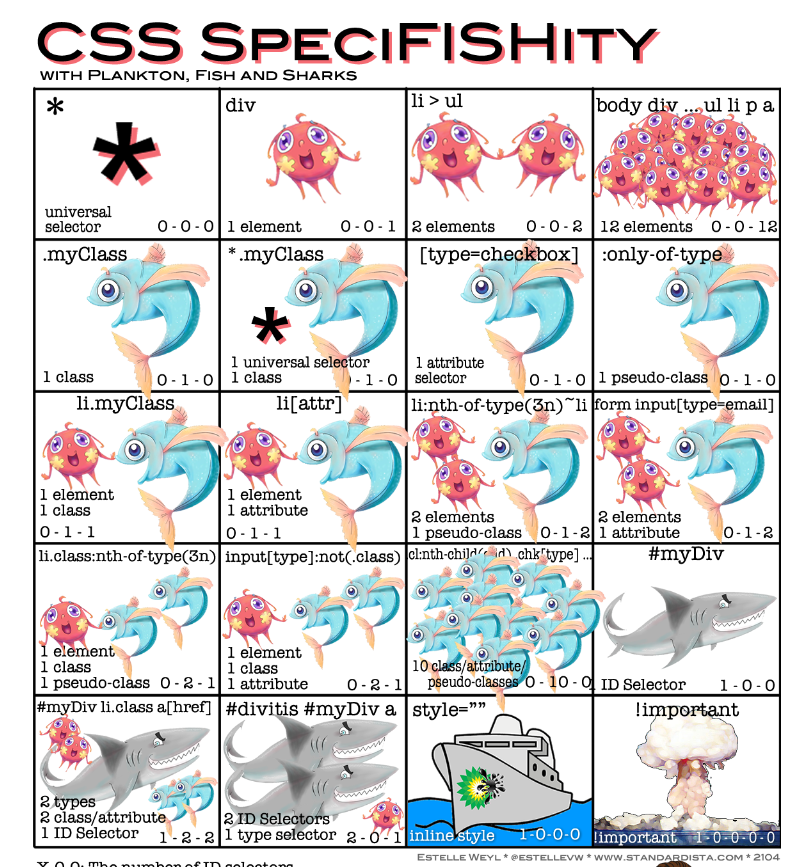 CSS SpeciFISHity
with Plankton, Fish and Sharks
*
universal
selector 0-0-0
div
1 element 0-0-1
li > ul
2 elements 0-0-2
body div ... ul li p a
12 elements 0-0-12
.myClass
1 class 0-1-0
*.myClass
*
1 universal selector
1 class 0-1-0
[type=checkbox]
1 attribute
selector 0-1-0
:only-of-type
1 pseudo-class 0-1-0
li.myClass
1 element
1 class
0-1-1
li[attr]
1 element
1 attribute
0-1-1
li:nth-of-type(3n)~li
2 elements
1 pseudo-class 0-1-2
form input[type=email]
2 elements
1 attribute 0-1-2
li.class:nth-of-type(3n)
1 element
1 class
1 pseudo-class 0-2-1
input[type]:not(.class)
1 element
1 class
1 attribute 0-2-1
.chk[type] ...
10 class/attribute/
pseudo-classes 0-10-0
#myDiv
ID Selector 1-0-0
#myDiv li.class a[href]
2 types
2 class/attribute
1 ID Selector 1-2-2
#divitis #myDiv a
2 ID Selectors
1 type selector 2-0-1
style=""
bp
inline style 1-0-0-0
!important
!important 1-0-0-0-0
Estelle Weyl * @estellevw * www.standardista.com * 2104
X-0-0: The number of ID selectors